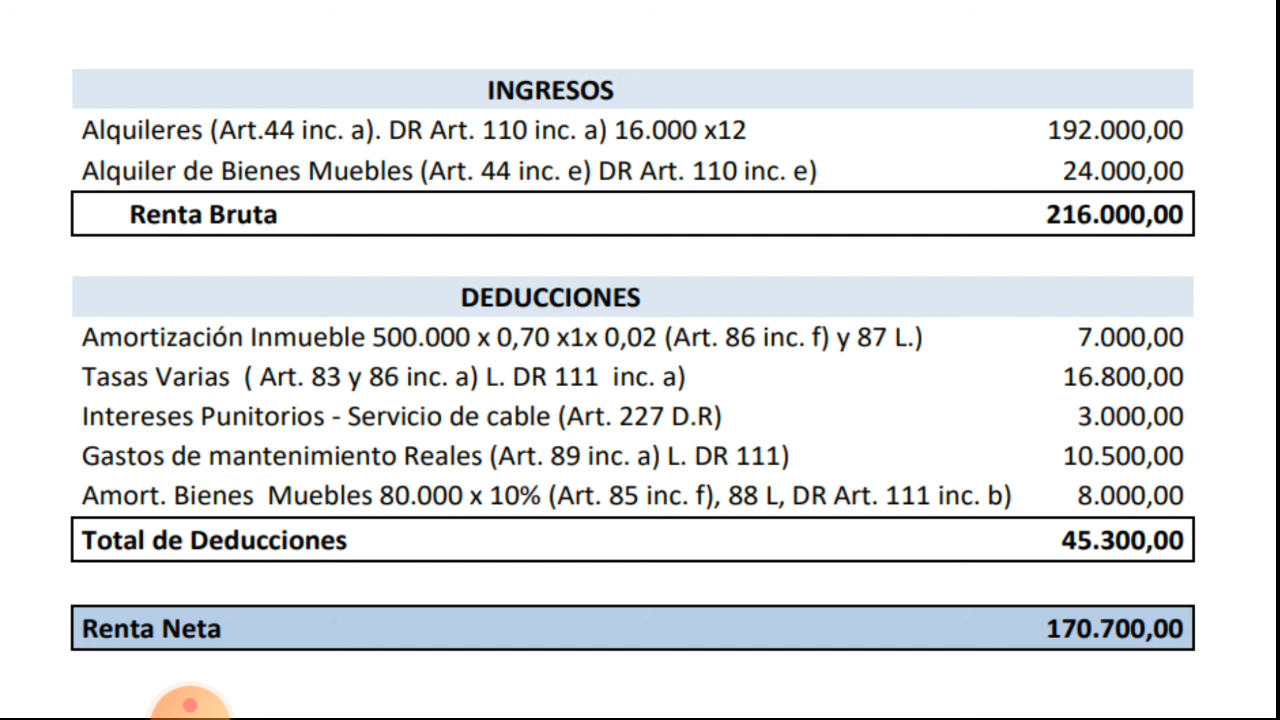 INGRESOS
Alquileres (Art.44 inc. a). DR Art. 110 inc. a) 16.000 x12 192.000,00
Alquiler de Bienes Muebles (Art. 44 inc. e) DR Art. 110 inc. e) 24.000,00
Renta Bruta 216.000,00
DEDUCCIONES
Amortización Inmueble 500.000 x 0,70 x1x 0,02 (Art. 86 inc. f) y 87 L.) 7.000,00
Tasas Varias ( Art. 83 y 86 inc. a) L. DR 111 inc. a) 16.800,00
Intereses Punitorios - Servicio de cable (Art. 227 D.R) 3.000,00
Gastos de mantenimiento Reales (Art. 89 inc. a) L. DR 111) 10.500,00
Amort. Bienes Muebles 80.000 x 10% (Art. 85 inc. f), 88 L, DR Art. 111 inc. b) 8.000,00
Total de Deducciones 45.300,00
Renta Neta 170.700,00